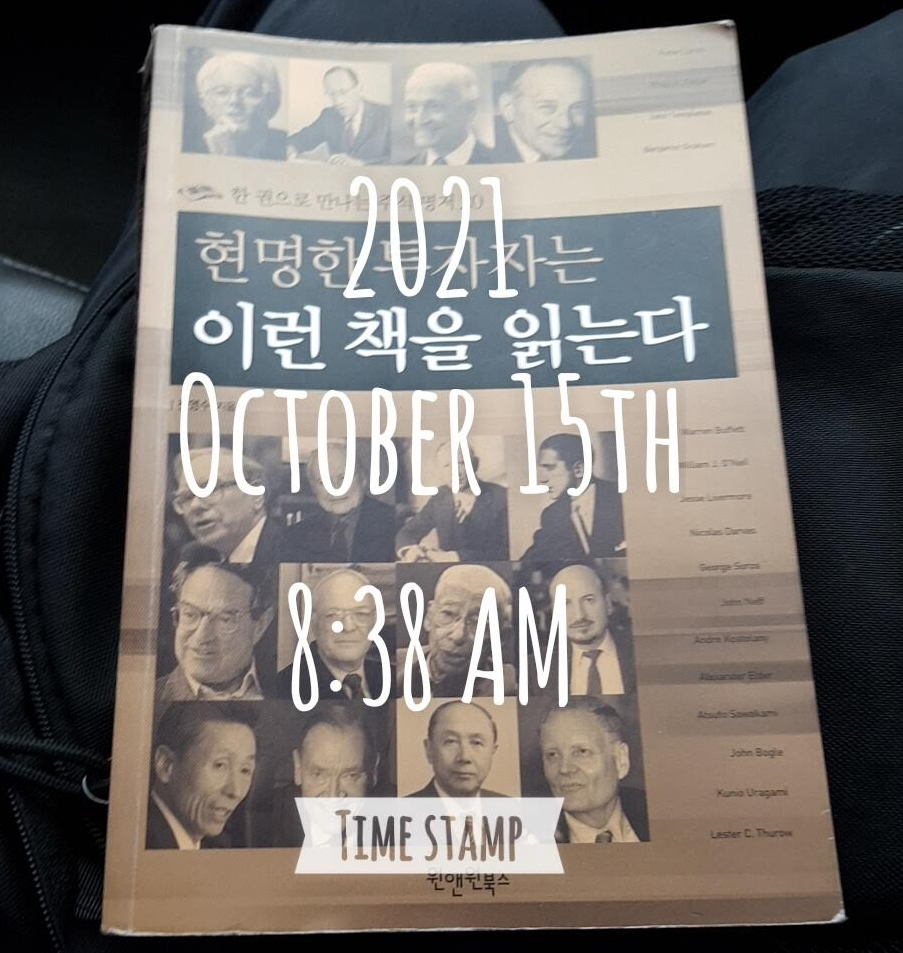 Peter Lynch
Philip A. Fisher
John Templeton
Benjamin Graham
한 권으로 만나는 주식 명저 20
현명한 투자자는
이런 책을 읽는다
2021
October 15th
8:38 AM
Warren Buffett
William J. O'Neil
Jesse Livermore
Nicolas Darvas
George Soros
John Neff
Andre Kostolany
Alexander Elder
Atsuto Sawakami
John Bogle
Kunio Uragami
Lester C. Thurow
Time stamp
윈앤윈북스